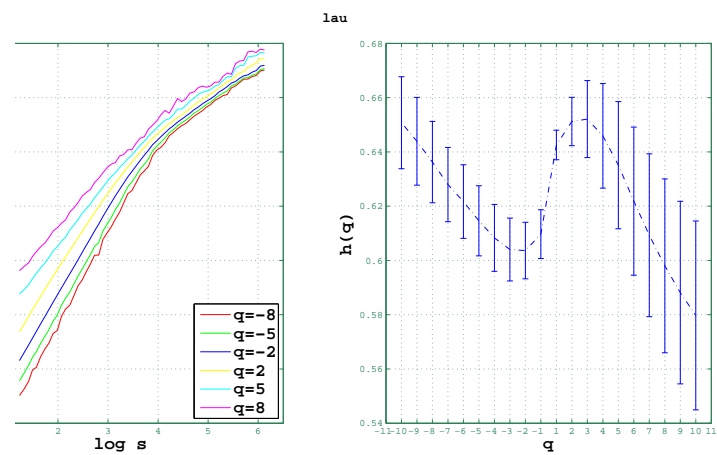 lau
q=-8
q=-5
q=-2
q=2
q=5
q=8
2 3 4 5 6
log s
h(q)
0.68
0.66
0.64
0.62
0.6
0.58
0.56
0.54
-11 -10 -9 -8 -7 -6 -5 -4 -3 -2 -1 1 2 3 4 5 6 7 8 9 10 11
q